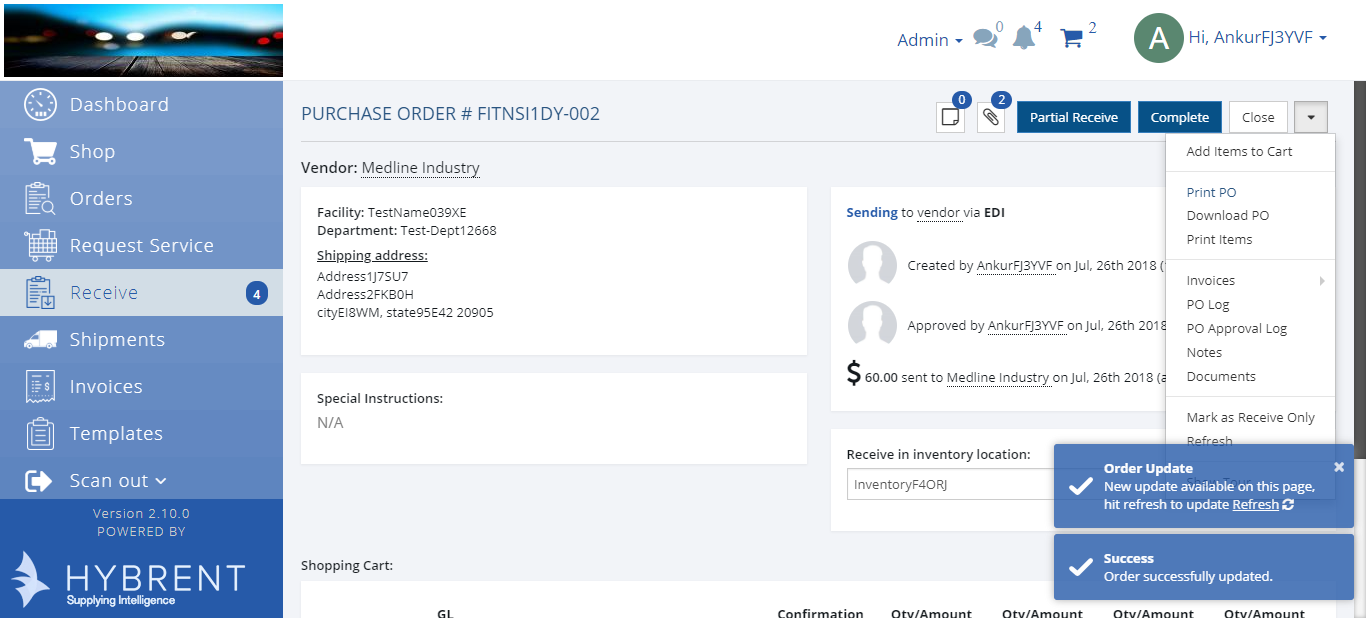 Admin 0 4 2 A Hi, AnkurFJ3YVF
Dashboard
Shop
Orders
Request Service
Receive 4
Shipments
Invoices
Templates
Scan out
Version 2.10.0
POWERED BY
HYBRENT
Supplying Intelligence
PURCHASE ORDER # FITNSI1DY-002
0 2 Partial Receive Complete Close
Vendor: Medline Industry
Facility: TestName039XE
Department: Test-Dept12668
Shipping address:
Address1J7SU7
Address2FKB0H
cityEI8WM, state95E42 20905
Special Instructions:
N/A
Sending to vendor via EDI
Created by AnkurFJ3YVF on Jul, 26th 2018 (
Approved by AnkurFJ3YVF on Jul, 26th 2018
$ 60.00 sent to Medline Industry on Jul, 26th 2018 (a
Receive in inventory location:
InventoryF4ORJ
Add Items to Cart
Print PO
Download PO
Print Items
Invoices
PO Log
PO Approval Log
Notes
Documents
Mark as Receive Only
Refresh
Order Update
New update available on this page,
hit refresh to update Refresh
Success
Order successfully updated.
Shopping Cart:
GL Confirmation Qty/Amount Qty/Amount Qty/Amount Qty/Amount